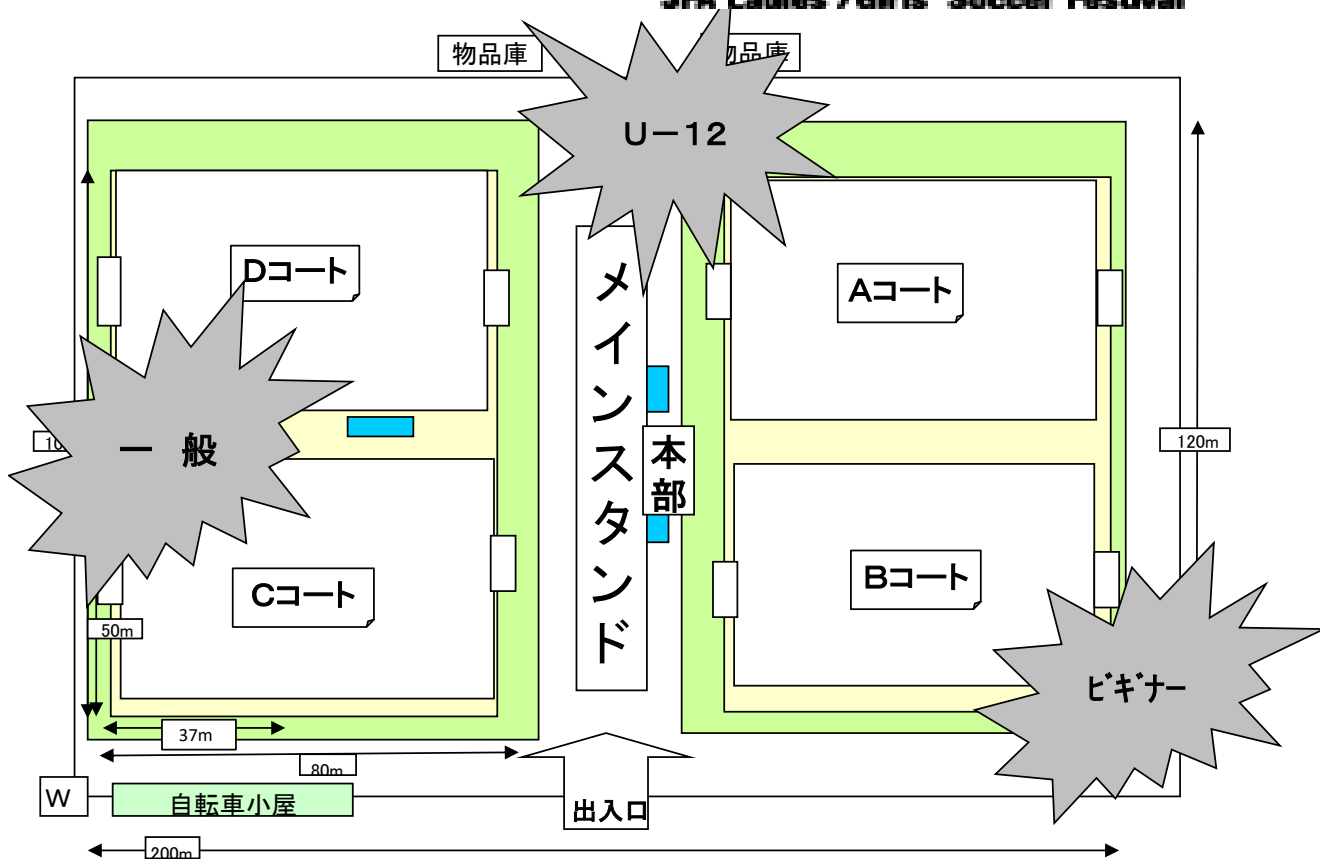 物品庫
物品庫
U－12
Dコート
Aコート
メインスタンド
一 般
本部
120m
Cコート
Bコート
50m
ﾋﾞｷﾞﾅｰ
37m
80m
W
自転車小屋
出入口
200m